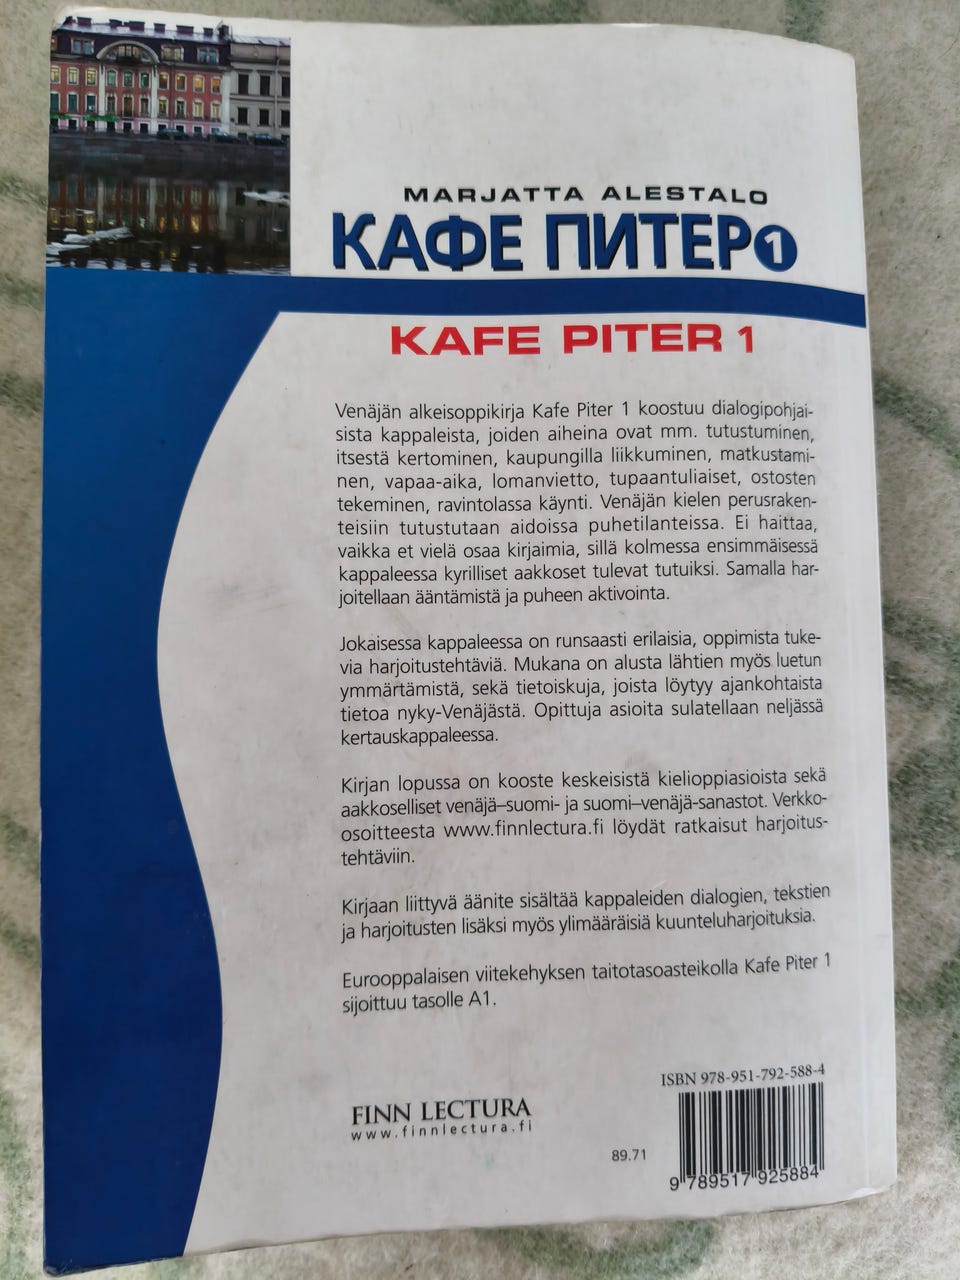 MARJATTA ALESTALO
КАФЕ ПИТЕР 1
KAFE PITER 1
Venäjän alkeisoppikirja Kafe Piter 1 koostuu dialogipohjai-
sista kappaleista, joiden aiheina ovat mm. tutustuminen,
itsestä kertominen, kaupungilla liikkuminen, matkustami-
nen, vapaa-aika, lomanvietto, tupaantuliaiset, ostosten
tekeminen, ravintolassa käynti. Venäjän kielen perusraken-
teisiin tutustutaan aidoissa puhetilanteissa. Ei haittaa,
vaikka et vielä osaa kirjaimia, sillä kolmessa ensimmäisessä
kappaleessa kyrilliset aakkoset tulevat tutuiksi. Samalla har-
joitellaan ääntämistä ja puheen aktivointa.
Jokaisessa kappaleessa on runsaasti erilaisia, oppimista tuke-
via harjoitustehtäviä. Mukana on alusta lähtien myös luetun
ymmärtämistä, sekä tietoiskuja, joista löytyy ajankohtaista
tietoa nyky-Venäjästä. Opittuja asioita sulatellaan neljässä
kertauskappaleessa.
Kirjan lopussa on kooste keskeisistä kielioppiasioista sekä
aakkoselliset venäjä–suomi- ja suomi–venäjä-sanastot. Verkko-
osoitteesta www.finnlectura.fi löydät ratkaisut harjoitus-
tehtäviin.
Kirjaan liittyvä äänite sisältää kappaleiden dialogien, tekstien
ja harjoitusten lisäksi myös ylimääräisiä kuunteluharjoituksia.
Eurooppalaisen viitekehyksen taitotasoasteikolla Kafe Piter 1
sijoittuu tasolle A1.
ISBN 978-951-792-588-4
FINN LECTURA
www.finnlectura.fi
89.71
9 789517 925884